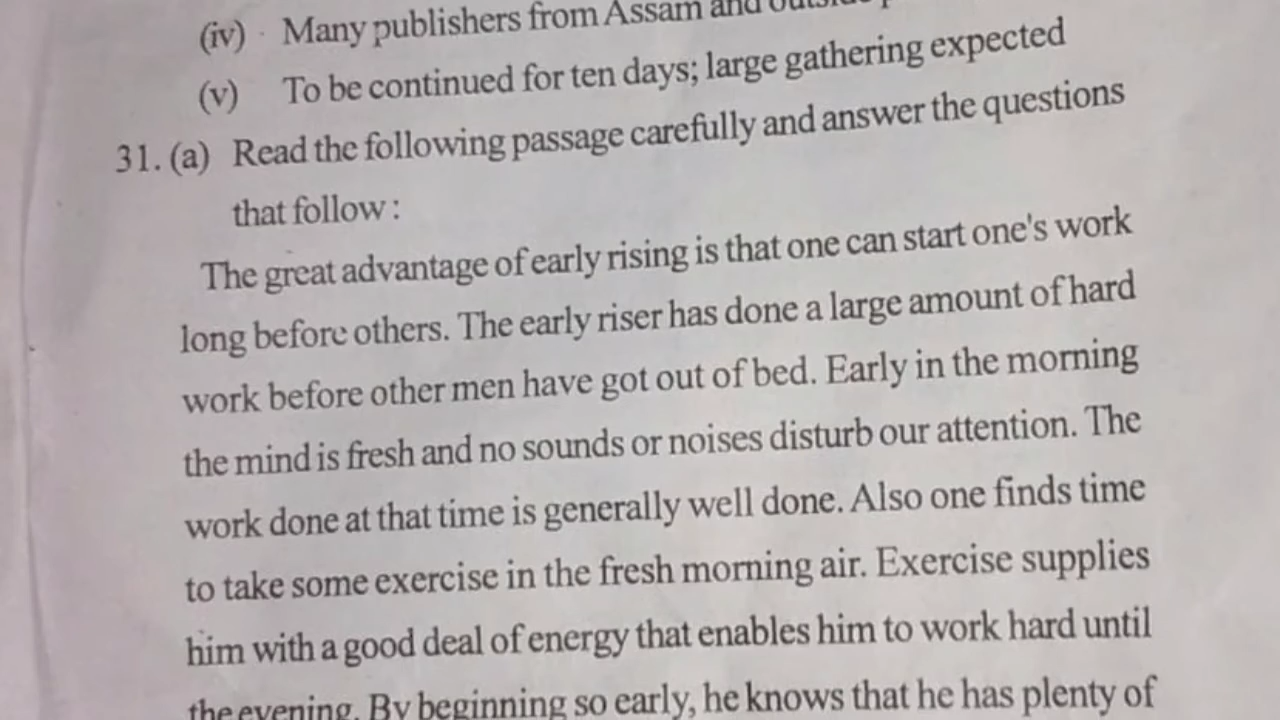 (iv) Many publishers from Assam and
(v) To be continued for ten days; large gathering expected
31. (a) Read the following passage carefully and answer the questions
that follow :
The great advantage of early rising is that one can start one's work
long before others. The early riser has done a large amount of hard
work before other men have got out of bed. Early in the morning
the mind is fresh and no sounds or noises disturb our attention. The
work done at that time is generally well done. Also one finds time
to take some exercise in the fresh morning air. Exercise supplies
him with a good deal of energy that enables him to work hard until
the evening. By beginning so early, he knows that he has plenty of